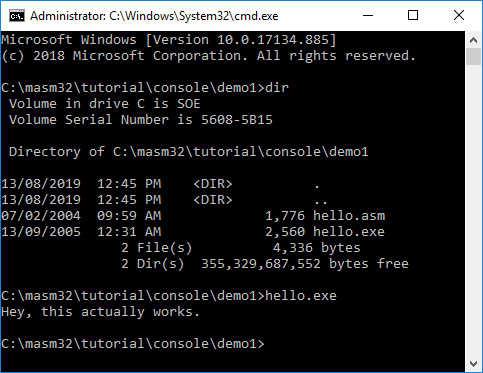 Administrator: C:\Windows\System32\cmd.exe
Microsoft Windows [Version 10.0.17134.885]
(c) 2018 Microsoft Corporation. All rights reserved.
C:\masm32\tutorial\console\demo1>dir
 Volume in drive C is SOE
 Volume Serial Number is 5608-5B15
 Directory of C:\masm32\tutorial\console\demo1
13/08/2019  12:45 PM    <DIR>          .
13/08/2019  12:45 PM    <DIR>          ..
07/02/2004  09:59 AM             1,776 hello.asm
13/09/2005  12:31 AM             2,560 hello.exe
               2 File(s)          4,336 bytes
               2 Dir(s)  355,329,687,552 bytes free
C:\masm32\tutorial\console\demo1>hello.exe
Hey, this actually works.
C:\masm32\tutorial\console\demo1>